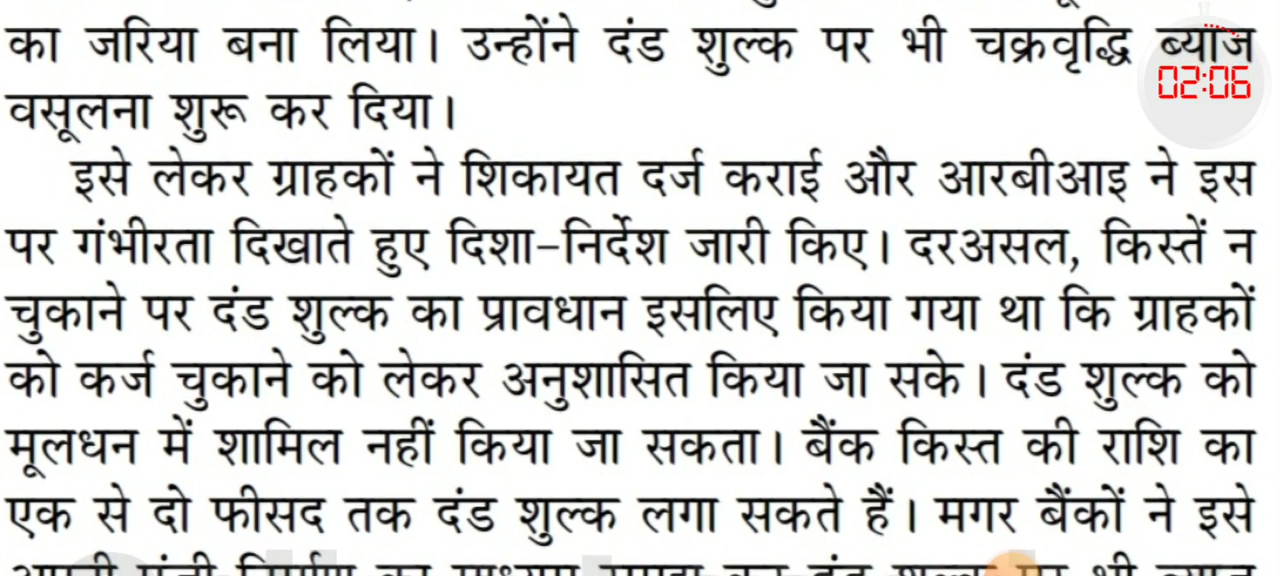 का जरिया बना लिया। उन्होंने दंड शुल्क पर भी चक्रवृद्धि ब्याज
02:06
वसूलना शुरू कर दिया।
इसे लेकर ग्राहकों ने शिकायत दर्ज कराई और आरबीआइ ने इस
पर गंभीरता दिखाते हुए दिशा-निर्देश जारी किए। दरअसल, किस्तें न
चुकाने पर दंड शुल्क का प्रावधान इसलिए किया गया था कि ग्राहकों
को कर्ज चुकाने को लेकर अनुशासित किया जा सके। दंड शुल्क को
मूलधन में शामिल नहीं किया जा सकता। बैंक किस्त की राशि का
एक से दो फीसद तक दंड शुल्क लगा सकते हैं। मगर बैंकों ने इसे